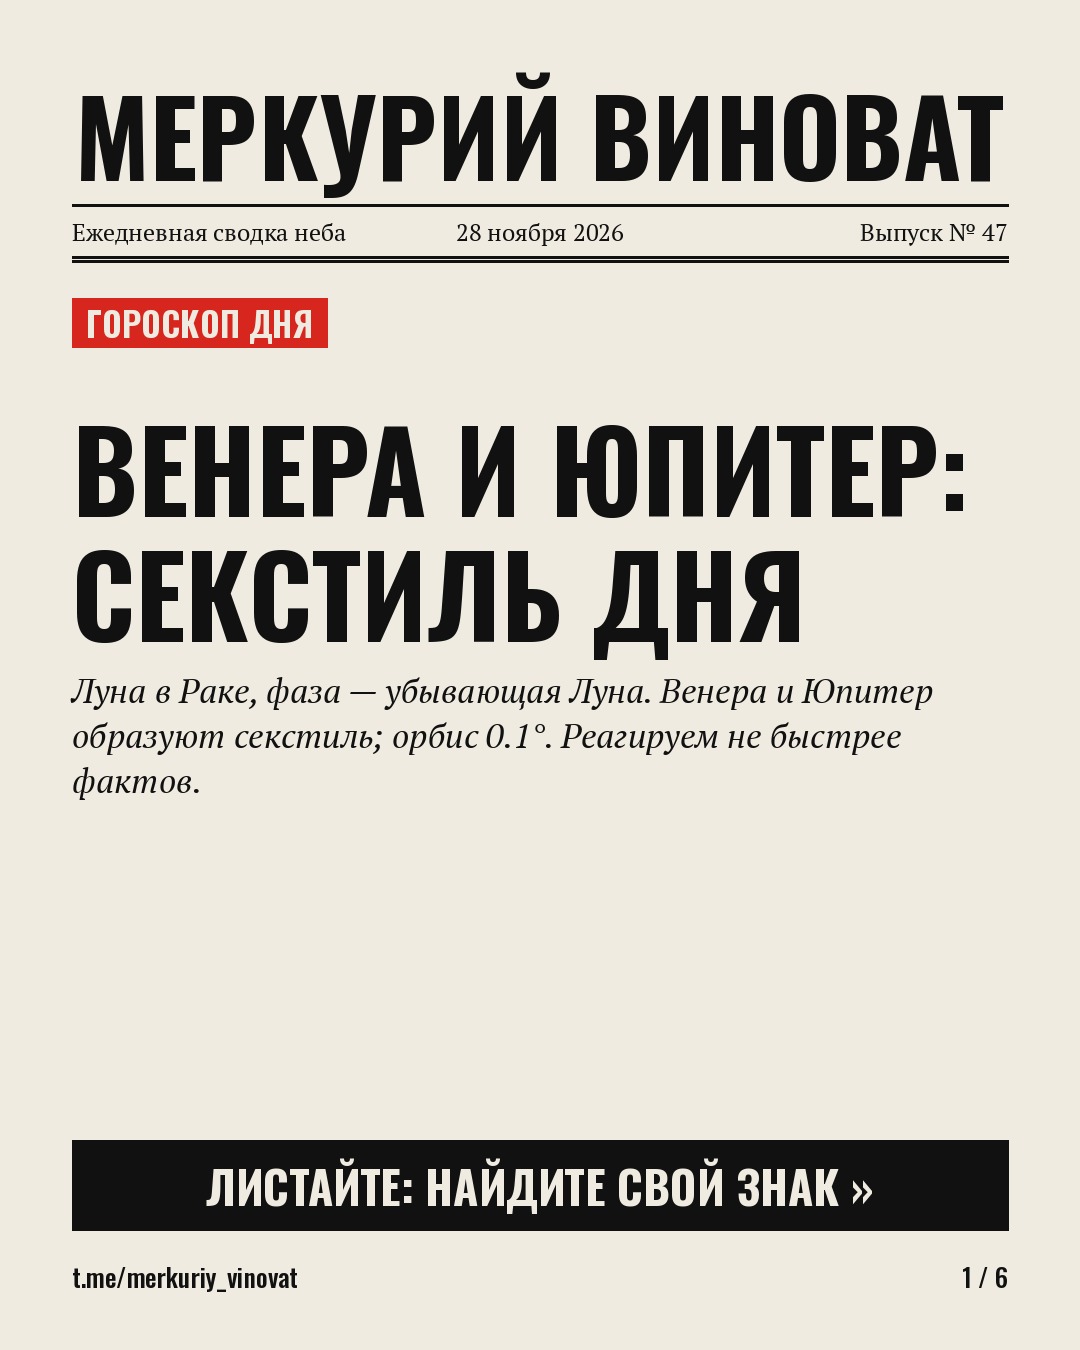 МЕРКУРИЙ ВИНОВАТ
Ежедневная сводка неба 28 ноября 2026 Выпуск № 47
ГОРОСКОП ДНЯ
ВЕНЕРА И ЮПИТЕР:
СЕКСТИЛЬ ДНЯ
Луна в Раке, фаза — убывающая Луна. Венера и Юпитер
образуют секстиль; орбис 0.1°. Реагируем не быстрее
фактов.
ЛИСТАЙТЕ: НАЙДИТЕ СВОЙ ЗНАК »
t.me/merkuriy_vinovat 1 / 6